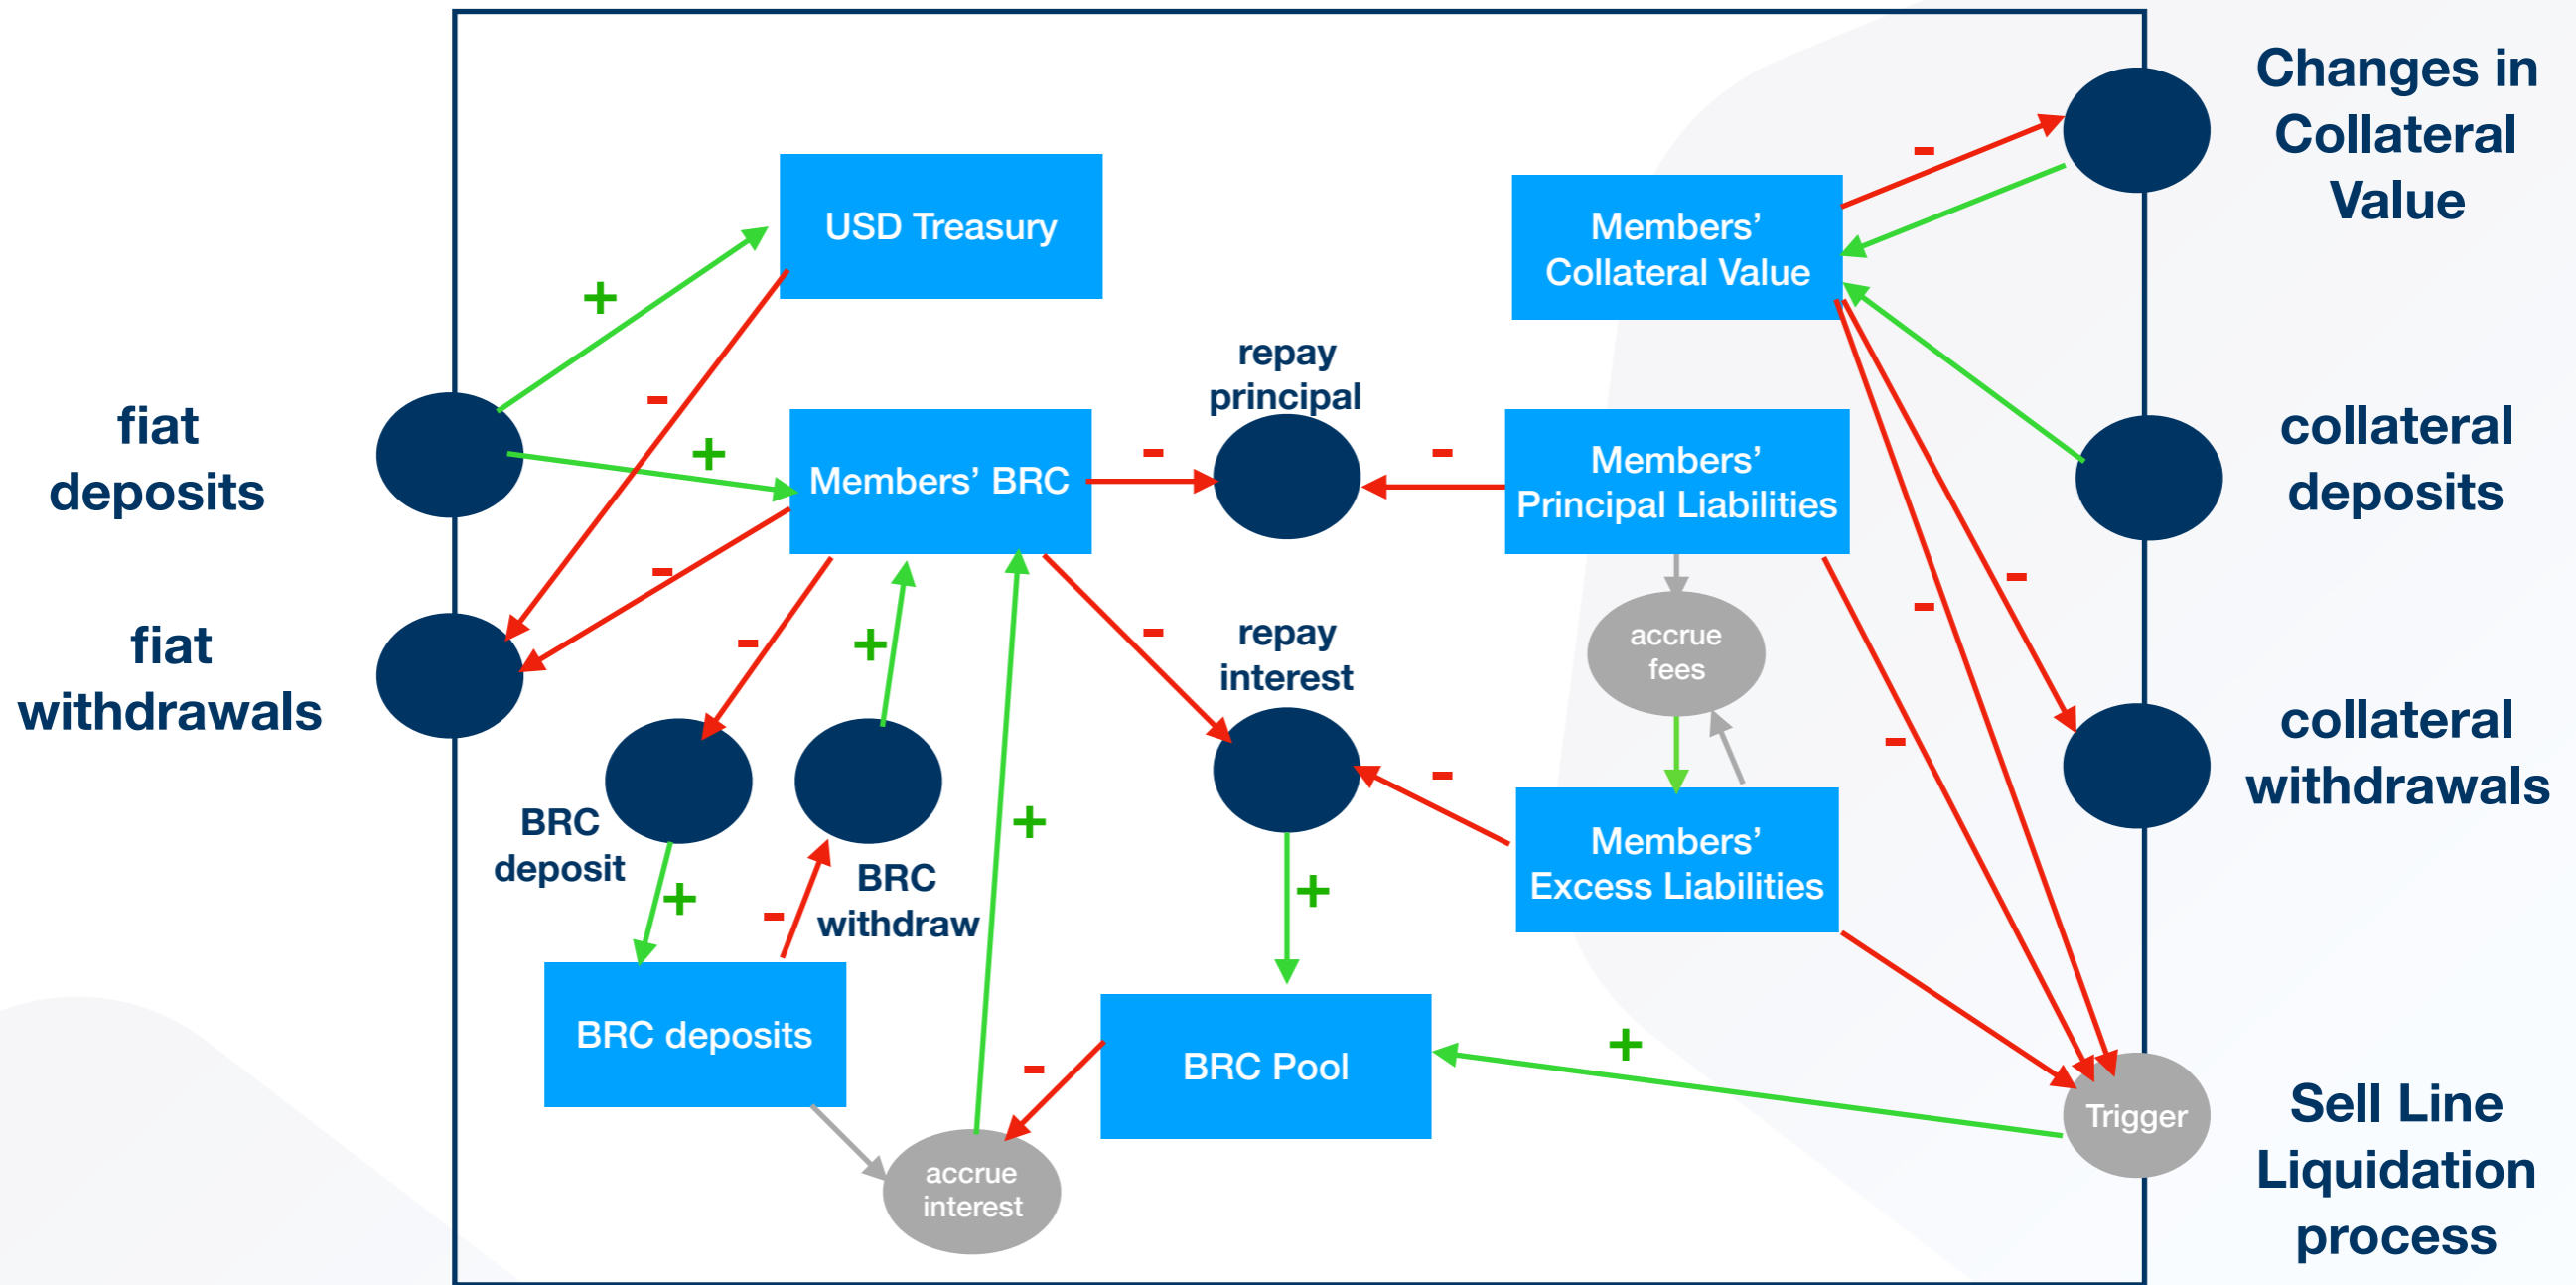 Changes in
Collateral
Value
USD Treasury
Members’
Collateral Value
-
+
repay
principal
-
fiat
deposits
+
Members’ BRC
-
-
Members’
Principal Liabilities
collateral
deposits
-
-
-
fiat
withdrawals
-
+
-
repay
interest
accrue
fees
-
collateral
withdrawals
-
BRC
deposit
+
BRC
withdraw
+
-
+
Members’
Excess Liabilities
BRC deposits
-
BRC Pool
+
Trigger
Sell Line
Liquidation
process
accrue
interest